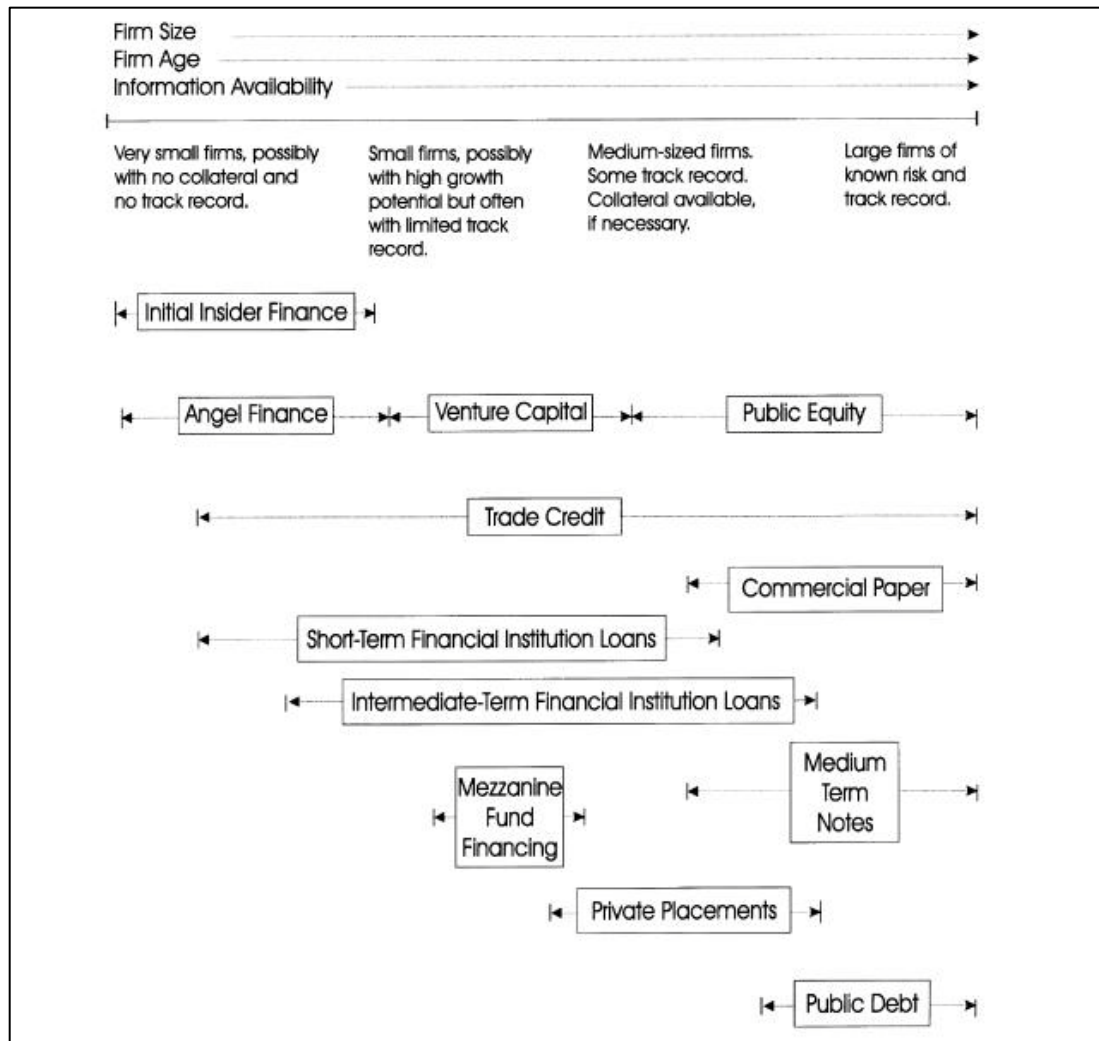 Firm Size
Firm Age
Information Availability
Very small firms, possibly
with no collateral and
no track record.
Small firms, possibly
with high growth
potential but often
with limited track
record.
Medium-sized firms.
Some track record.
Collateral available,
if necessary.
Large firms of
known risk and
track record.
Initial Insider Finance
Angel Finance
Venture Capital
Public Equity
Trade Credit
Commercial Paper
Short-Term Financial Institution Loans
Intermediate-Term Financial Institution Loans
Mezzanine
Fund
Financing
Medium
Term
Notes
Private Placements
Public Debt